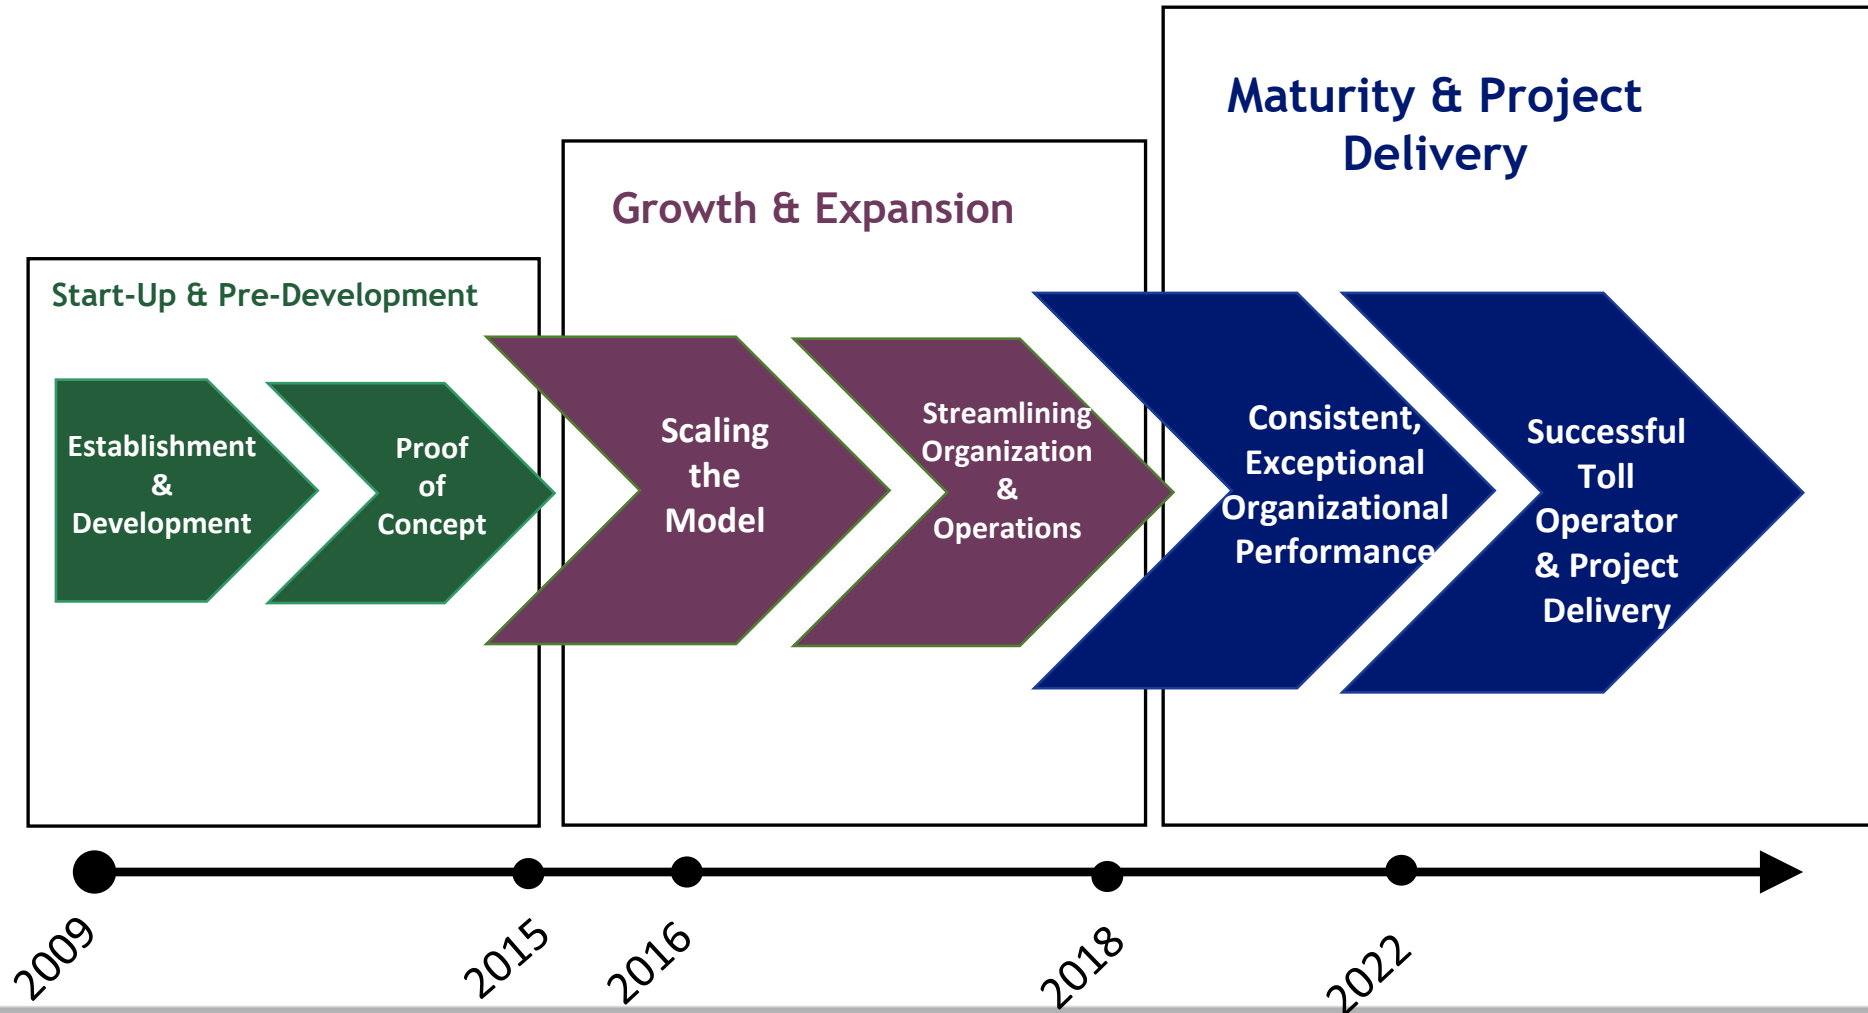 Maturity & Project
Delivery
Growth & Expansion
Start-Up & Pre-Development
Establishment
&
Development
Proof
of
Concept
Scaling
the
Model
Streamlining
Organization
&
Operations
Consistent,
Exceptional
Organizational
Performance
Successful
Toll
Operator
& Project
Delivery
2009
2015
2016
2018
2022